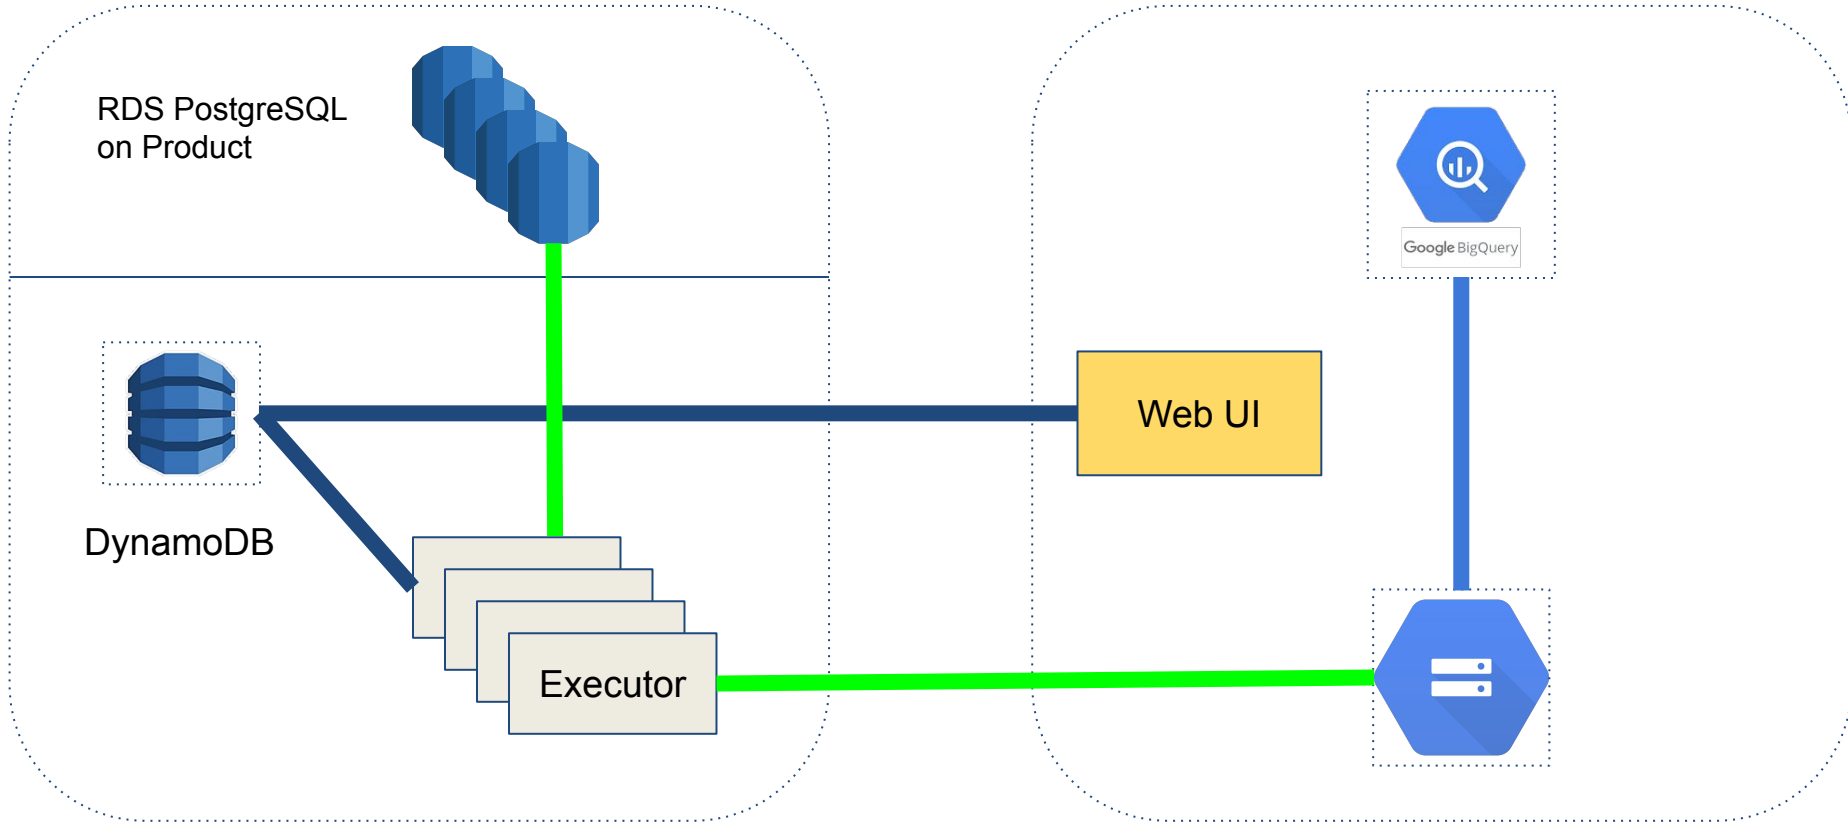 RDS PostgreSQL
on Product
Google BigQuery
Web UI
DynamoDB
Executor